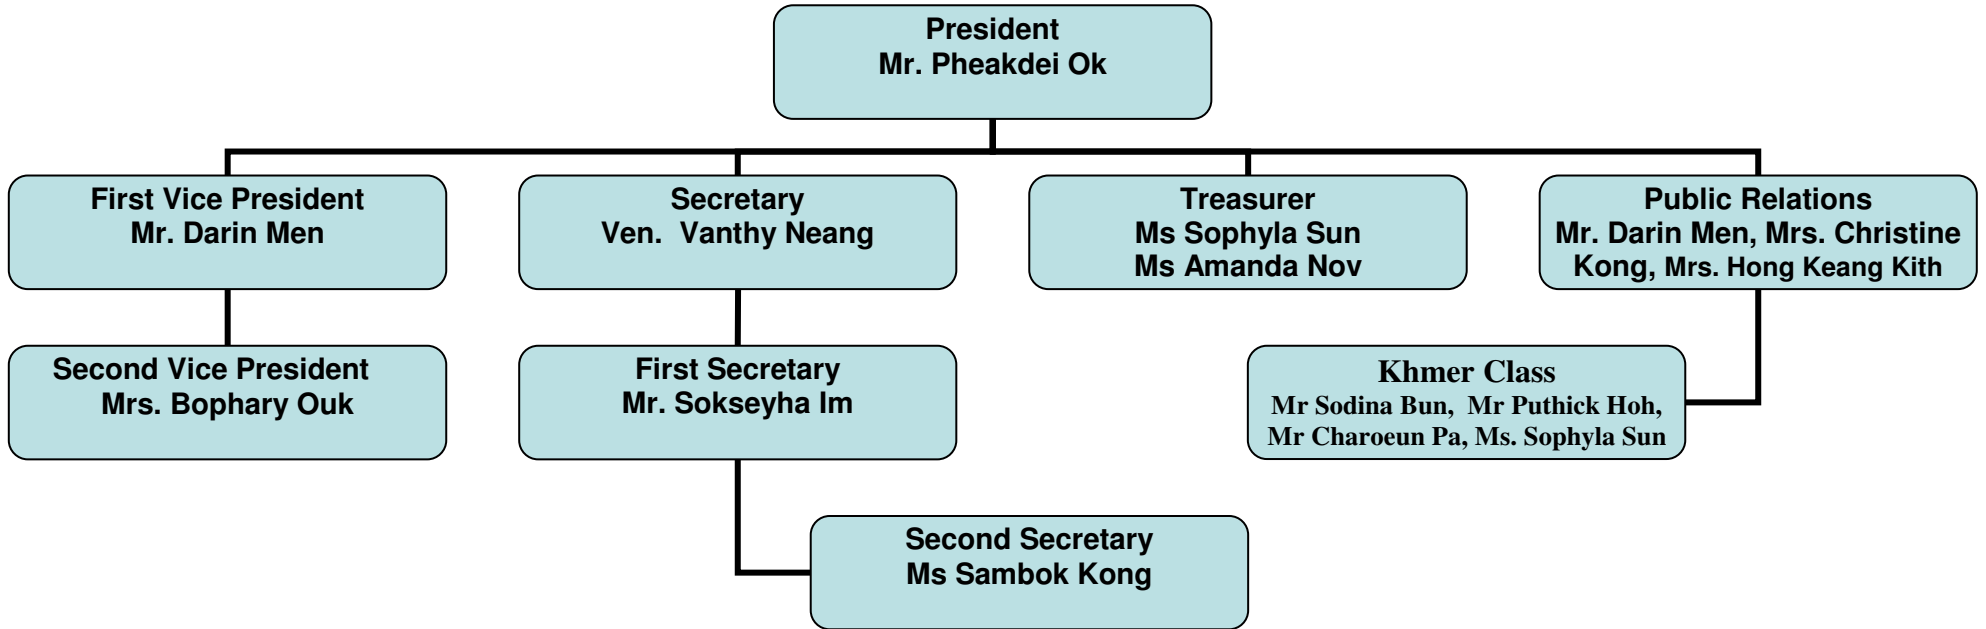 President
Mr. Pheakdei Ok
First Vice President
Mr. Darin Men
Secretary
Ven.  Vanthy Neang
Treasurer
Ms Sophyla Sun
Ms Amanda Nov
Public Relations
Mr. Darin Men, Mrs. Christine
Kong, Mrs. Hong Keang Kith
Second Vice President
Mrs. Bophary Ouk
First Secretary
Mr. Sokseyha Im
Khmer Class
Mr Sodina Bun,  Mr Puthick Hoh,
Mr Charoeun Pa, Ms. Sophyla Sun
Second Secretary
Ms Sambok Kong